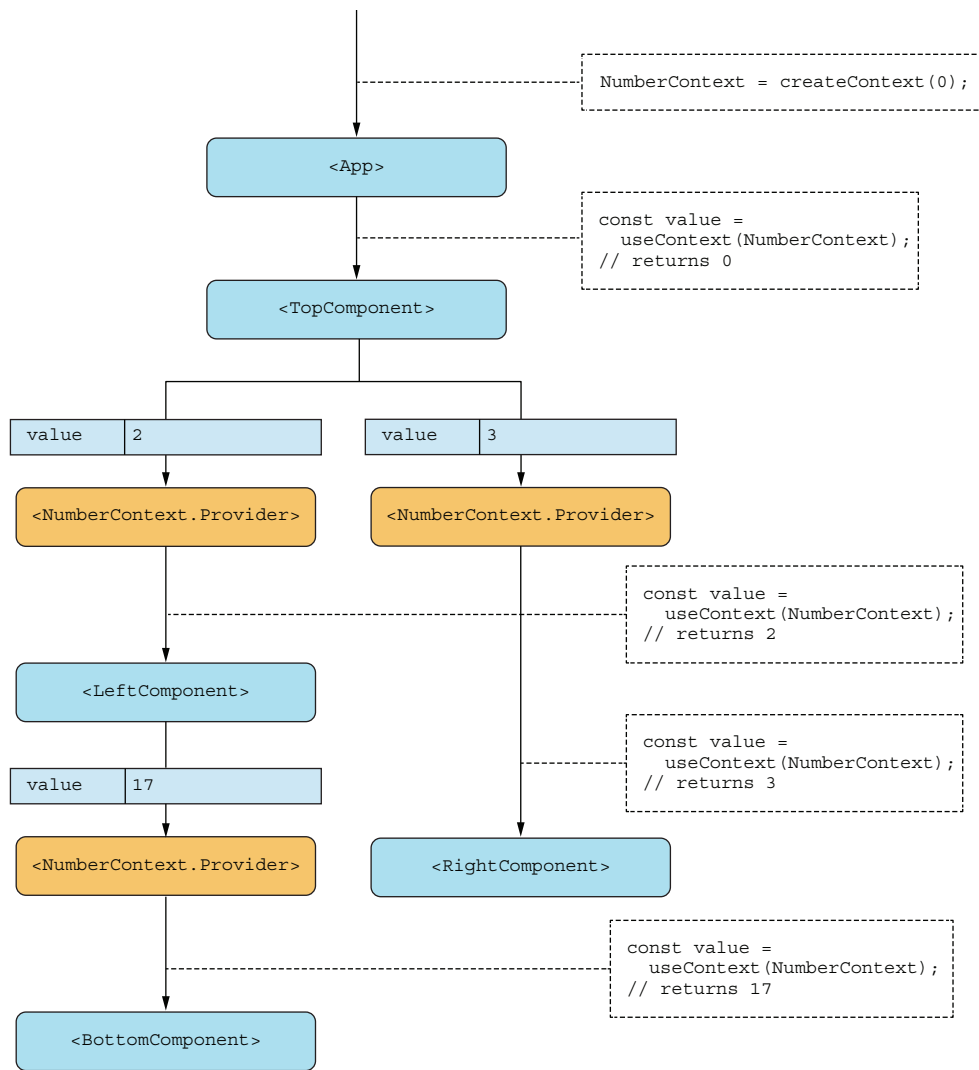 NumberContext = createContext(0);
<App>
const value =
useContext(NumberContext);
// returns 0
<TopComponent>
value 2
value 3
<NumberContext.Provider>
<NumberContext.Provider>
const value =
useContext(NumberContext);
// returns 2
<LeftComponent>
const value =
useContext(NumberContext);
// returns 3
value 17
<NumberContext.Provider>
<RightComponent>
const value =
useContext(NumberContext);
// returns 17
<BottomComponent>